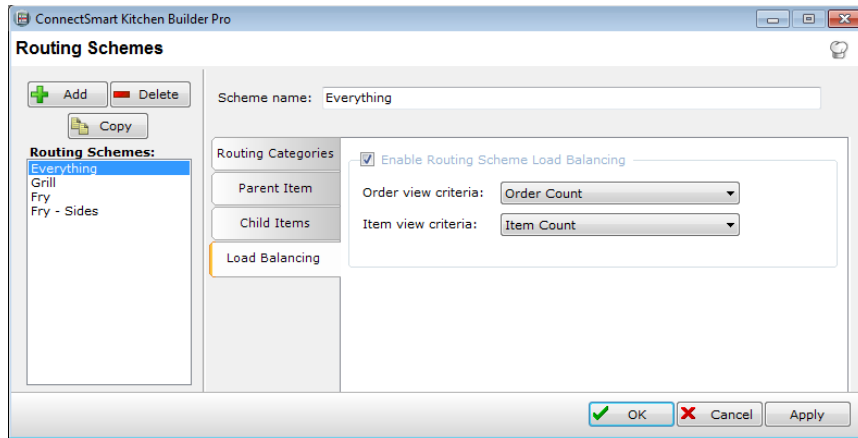 ConnectSmart Kitchen Builder Pro
Routing Schemes
Add
Delete
Copy
Routing Schemes:
Everything
Grill
Fry
Fry - Sides
Scheme name: Everything
Routing Categories
Parent Item
Child Items
Load Balancing
Enable Routing Scheme Load Balancing
Order view criteria: Order Count
Item view criteria: Item Count
OK
Cancel
Apply